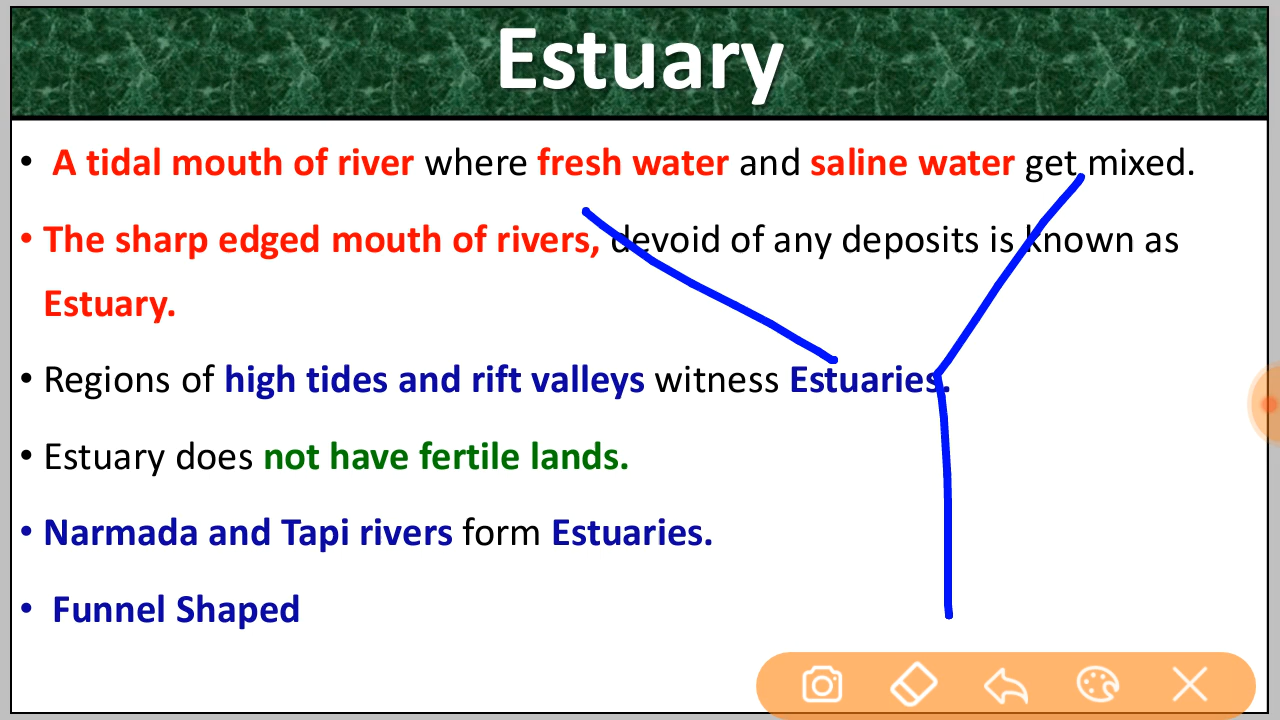 Estuary
• A tidal mouth of river where fresh water and saline water get mixed.
• The sharp edged mouth of rivers, devoid of any deposits is known as
Estuary.
• Regions of high tides and rift valleys witness Estuaries.
• Estuary does not have fertile lands.
• Narmada and Tapi rivers form Estuaries.
• Funnel Shaped